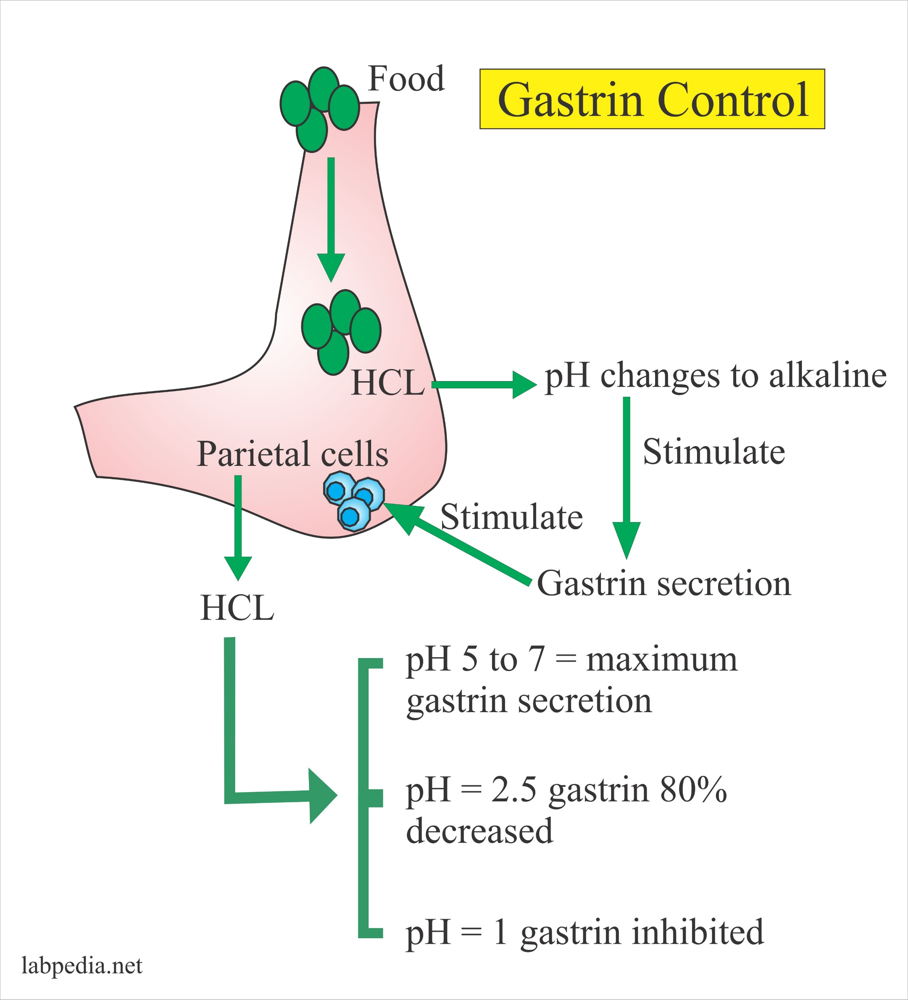 Food
Gastrin Control
HCL
pH changes to alkaline
Parietal cells
Stimulate
Stimulate
Gastrin secretion
HCL
pH 5 to 7 = maximum
gastrin secretion
pH = 2.5 gastrin 80%
decreased
pH = 1 gastrin inhibited
labpedia.net